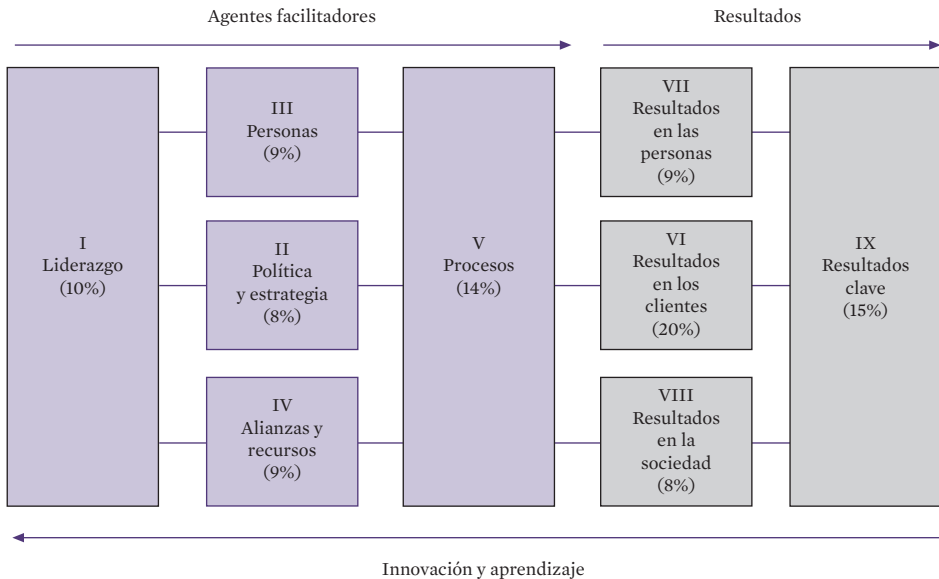 Agentes facilitadores
Resultados
I
Liderazgo
(10%)
III
Personas
(9%)
II
Política
y estrategia
(8%)
IV
Alianzas y
recursos
(9%)
V
Procesos
(14%)
VII
Resultados
en las
personas
(9%)
VI
Resultados
en los
clientes
(20%)
VIII
Resultados
en la
sociedad
(8%)
IX
Resultados
clave
(15%)
Innovación y aprendizaje